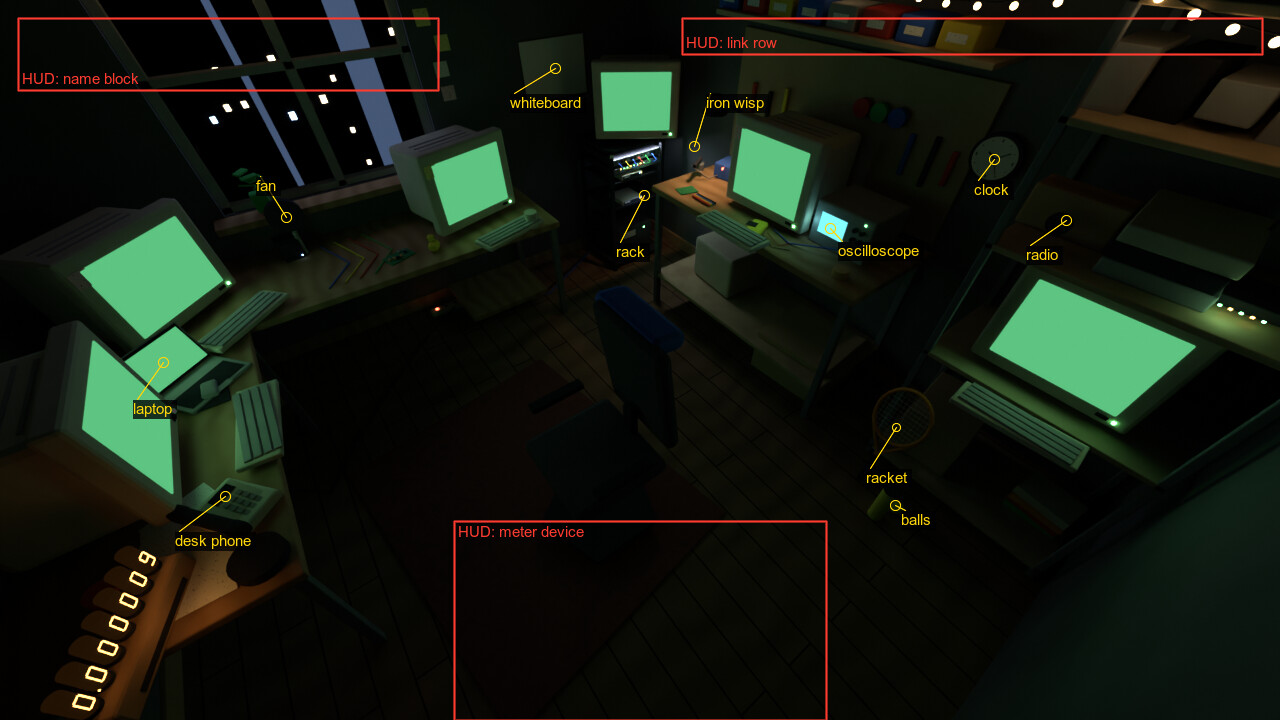 HUD: name block
HUD: link row
whiteboard
iron wisp
fan
clock
rack
oscilloscope
radio
laptop
racket
balls
HUD: meter device
desk phone
0.000009